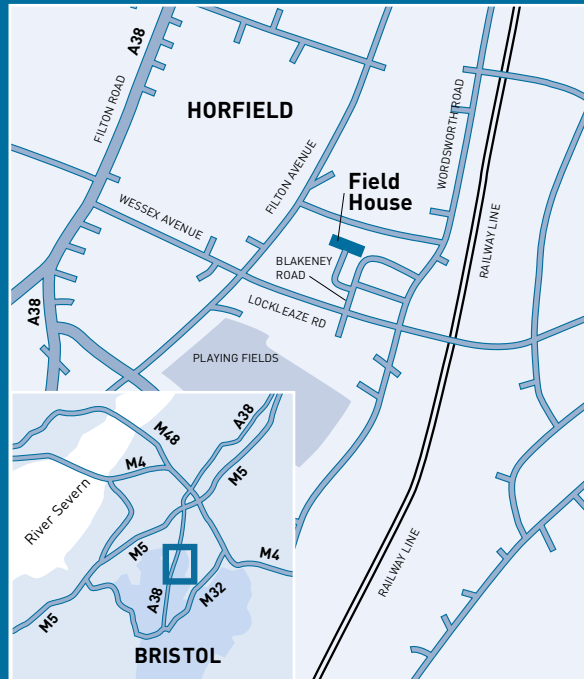 A38
FILTON ROAD
HORFIELD
WORDSWORTH ROAD
FILTON AVENUE
Field
House
WESSEX AVENUE
RAILWAY LINE
BLAKENEY
ROAD
A38
LOCKLEAZE RD
PLAYING FIELDS
M48
A38
M4
M5
River Severn
M5
M4
A38
M32
M5
RAILWAY LINE
BRISTOL